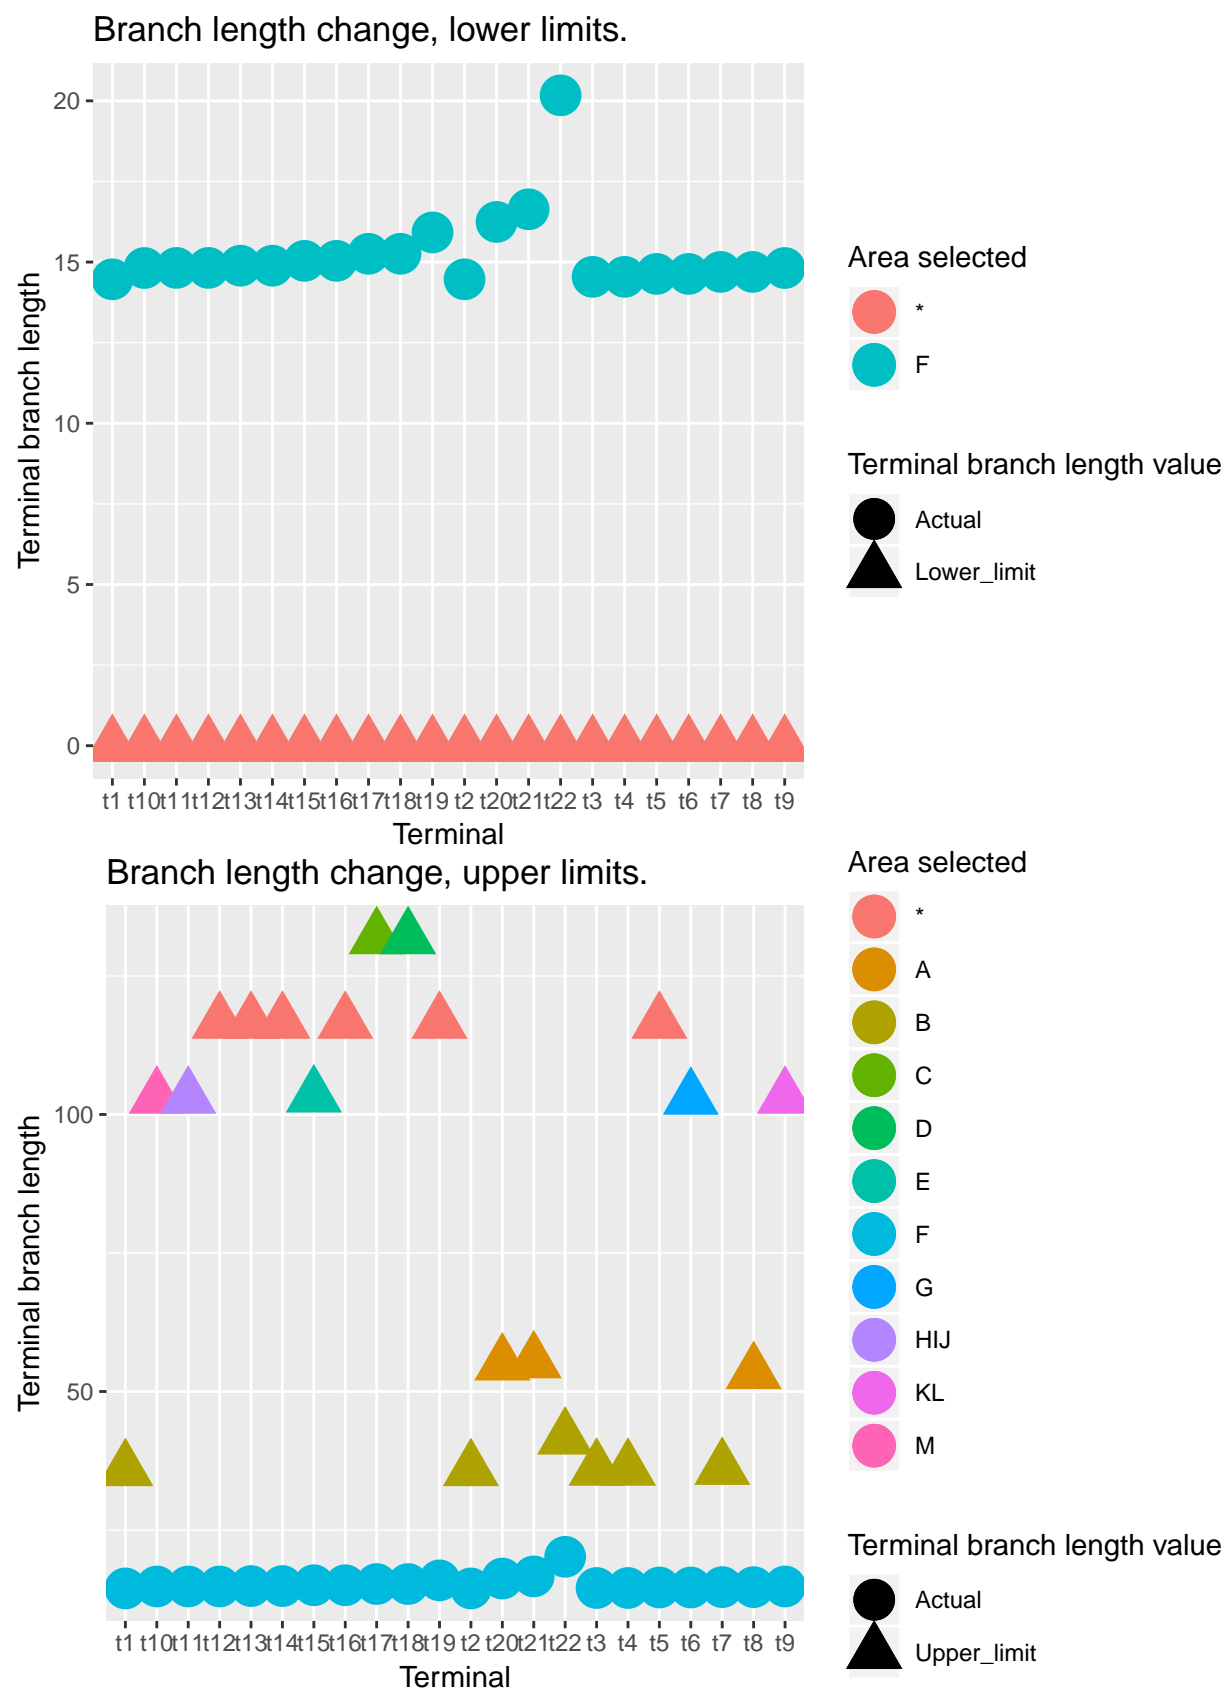 Branch length change, lower limits.
Terminal branch length
20
15
10
5
0
t1 t10 t11 t12 t13 t14 t15 t16 t17 t18 t19 t2 t20 t21 t22 t3 t4 t5 t6 t7 t8 t9
Terminal
Area selected
*
F
Terminal branch length value
Actual
Lower_limit
Branch length change, upper limits.
Terminal branch length
100
50
t1 t10 t11 t12 t13 t14 t15 t16 t17 t18 t19 t2 t20 t21 t22 t3 t4 t5 t6 t7 t8 t9
Terminal
Area selected
*
A
B
C
D
E
F
G
HIJ
KL
M
Terminal branch length value
Actual
Upper_limit